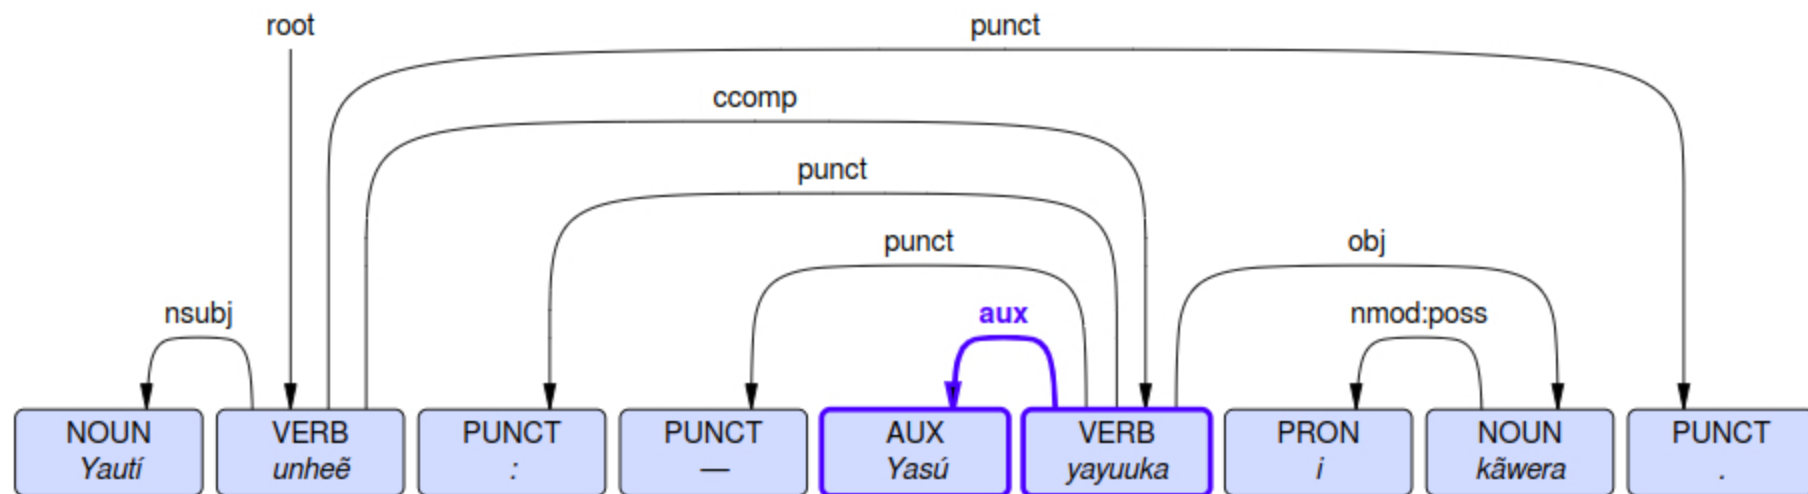 root punct
ccomp
punct
punct obj
nsubj aux nmod:poss
NOUN VERB PUNCT PUNCT AUX VERB PRON NOUN PUNCT
Yautí unheẽ : — Yasú yayuuka i kãwera .